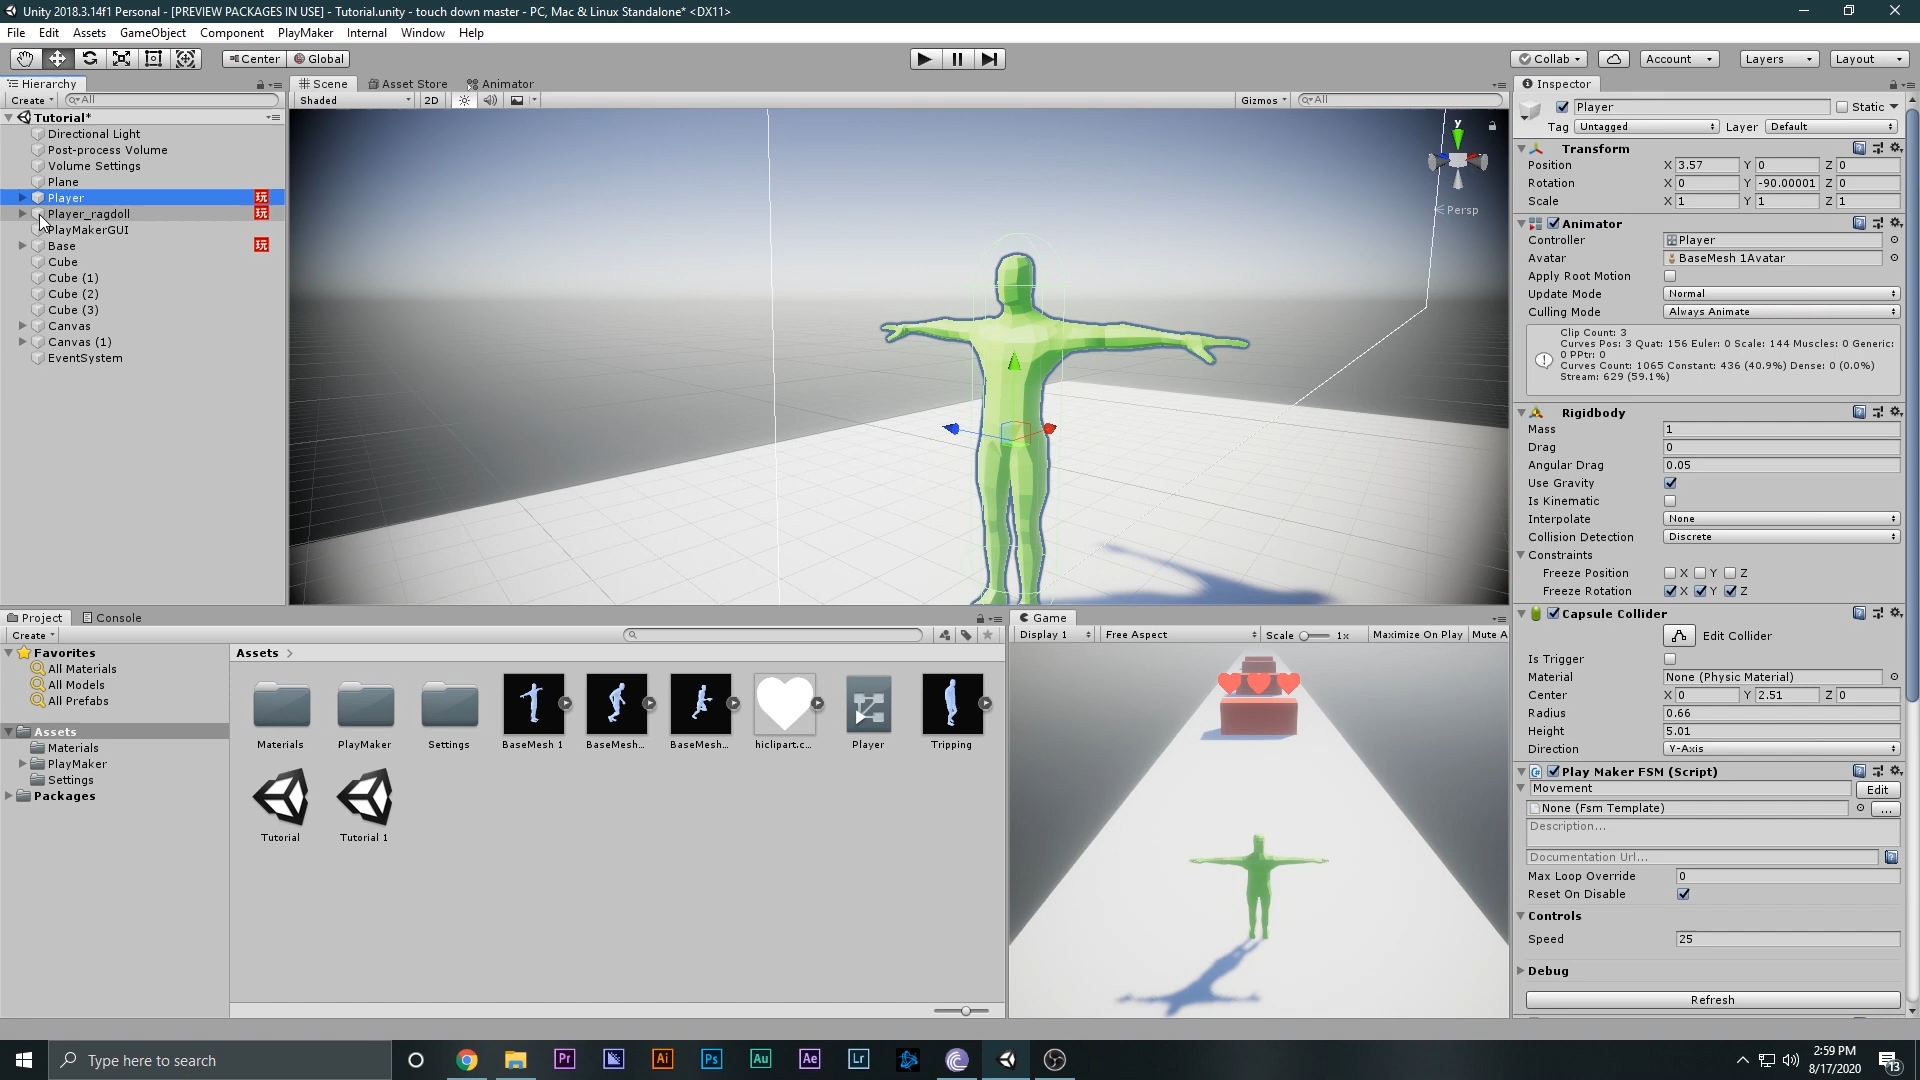 Unity 2018.3.14f1 Personal - [PREVIEW PACKAGES IN USE] - Tutorial.unity - touch down master - PC, Mac & Linux Standalone* <DX11>
File Edit Assets GameObject Component PlayMaker Internal Window Help
Center Global Collab Account Layers Layout
Hierarchy
Create All
Tutorial*
Directional Light
Post-process Volume
Volume Settings
Plane
Player 玩
Player_ragdoll 玩
PlayMakerGUI
Base 玩
Cube
Cube (1)
Cube (2)
Cube (3)
Canvas
Canvas (1)
EventSystem
Scene Asset Store Animator
Shaded 2D Gizmos All
y
Persp
Inspector
Player Static
Tag Untagged Layer Default
Transform
Position X 3.57 Y 0 Z 0
Rotation X 0 Y -90.00001 Z 0
Scale X 1 Y 1 Z 1
Animator
Controller Player
Avatar BaseMesh 1Avatar
Apply Root Motion
Update Mode Normal
Culling Mode Always Animate
Clip Count: 3
Curves Pos: 3 Quat: 156 Euler: 0 Scale: 144 Muscles: 0 Generic:
0 PPtr: 0
Curves Count: 1065 Constant: 436 (40.9%) Dense: 0 (0.0%)
Stream: 629 (59.1%)
Rigidbody
Mass 1
Drag 0
Angular Drag 0.05
Use Gravity
Is Kinematic
Interpolate None
Collision Detection Discrete
Constraints
Freeze Position X Y Z
Freeze Rotation X Y Z
Capsule Collider
Edit Collider
Is Trigger
Material None (Physic Material)
Center X 0 Y 2.51 Z 0
Radius 0.66
Height 5.01
Direction Y-Axis
Play Maker FSM (Script)
Movement Edit
None (Fsm Template) ...
Description...
Documentation Url...
Max Loop Override 0
Reset On Disable
Controls
Speed 25
Debug
Refresh
Project Console
Create
Favorites
All Materials
All Models
All Prefabs
Assets
Materials
PlayMaker
Settings
Packages
Assets
Materials PlayMaker Settings BaseMesh 1 BaseMesh... BaseMesh... hiclipart.c... Player Tripping
Tutorial Tutorial 1
Game
Display 1 Free Aspect Scale 1x Maximize On Play Mute A
Type here to search
Pr Ai Ps Au Ae Lr
2:59 PM
8/17/2020
13